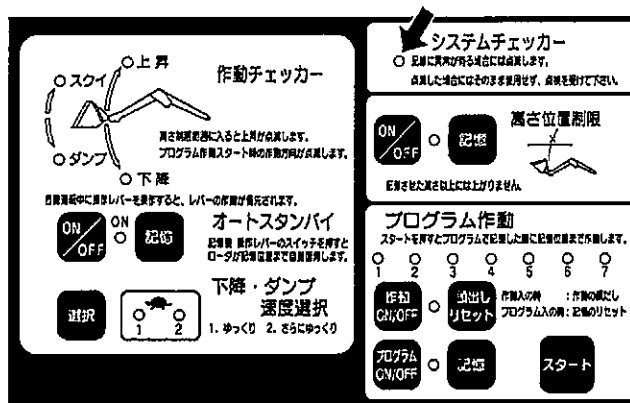 上昇
スクイ
作動チェッカー
高さ制限範囲に入ると上昇が点滅します。
プログラム作動スタート時の作動方向が点滅します。
ダンプ
下降
自動運転中に操作レバーを操作すると、レバーの作動が優先されます。
ON/OFF
ON
記憶
オートスタンバイ
記憶後 操作レバーのスイッチを押すと
ローダが記憶位置まで自動復帰します。
選択
1 2
下降・ダンプ
速度選択
1. ゆっくり 2. さらにゆっくり
システムチェッカー
記憶に異常が有る場合には点滅します。
点滅した場合にはそのまま使用せず、点検を受けて下さい。
ON/OFF
記憶
高さ位置制限
記憶させた高さ以上には上がりません。
プログラム作動
スタートを押すとプログラムで記憶した順に記憶位置まで作動します。
1 2 3 4 5 6 7
作動
ON/OFF
頭出し
リセット
作動入の時 :作動の頭だし
プログラム入の時:記憶のリセット
プログラム
ON/OFF
記憶
スタート